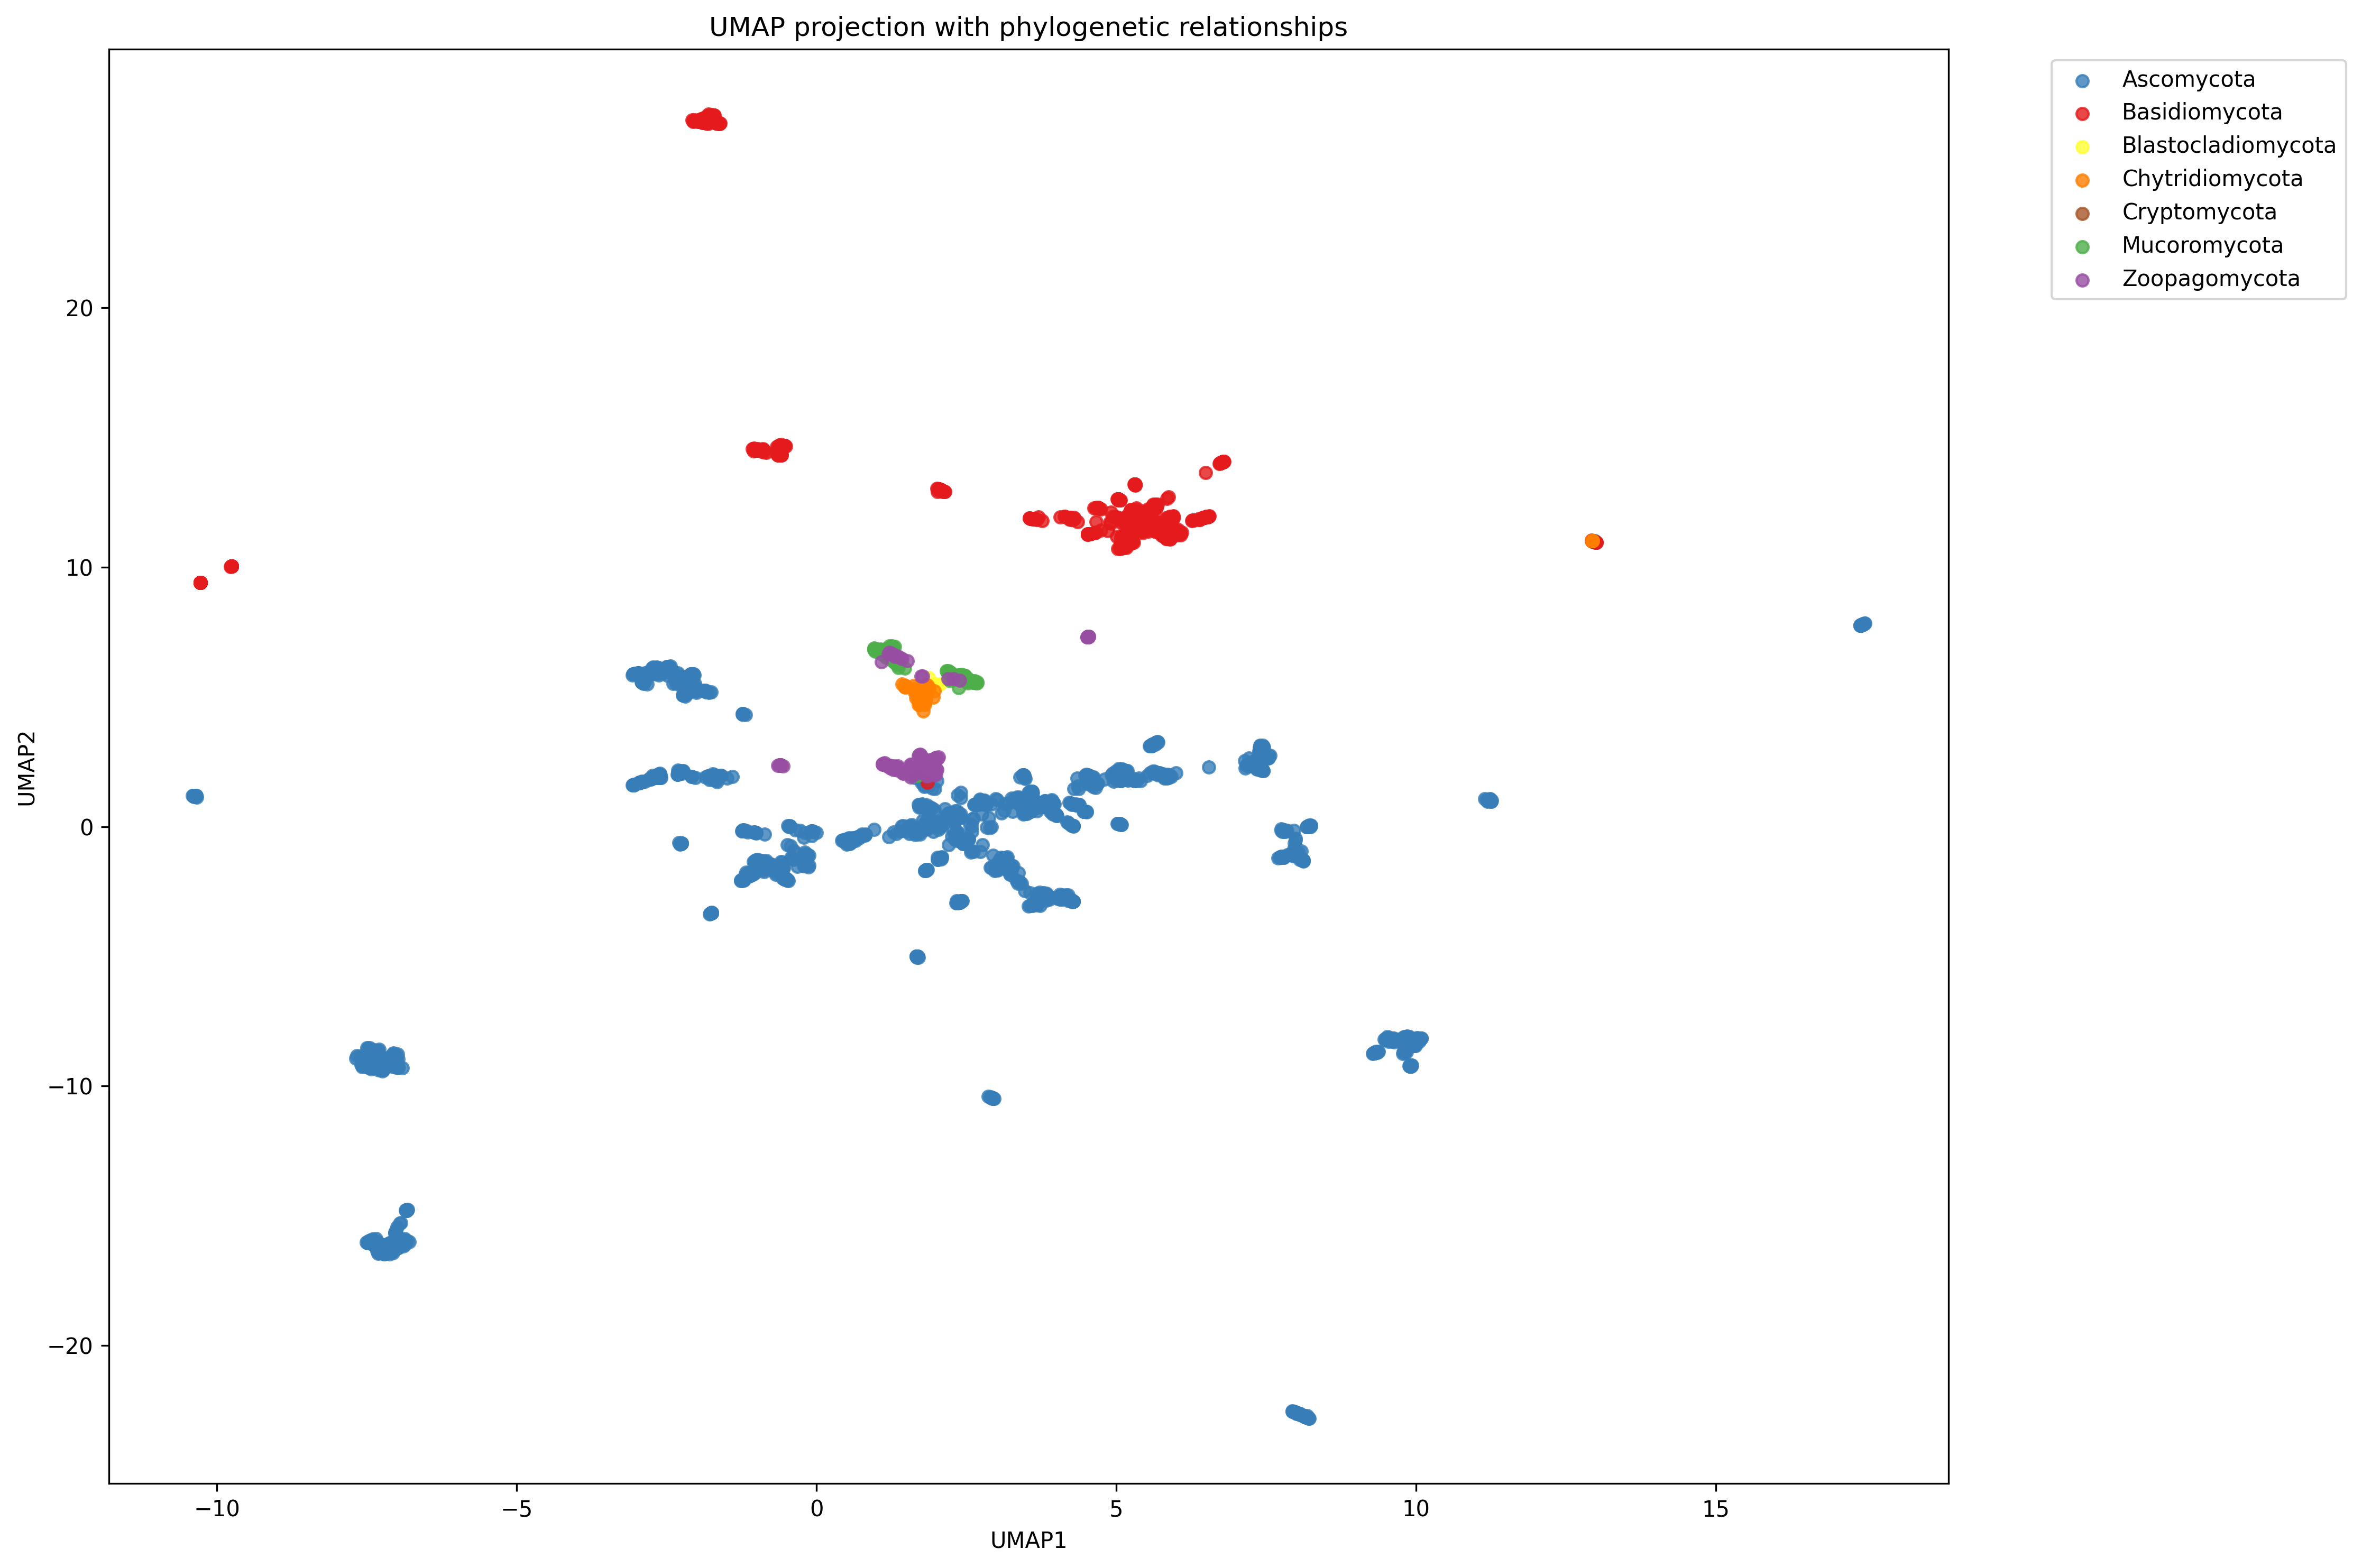 UMAP projection with phylogenetic relationships
Ascomycota
Basidiomycota
Blastocladiomycota
Chytridiomycota
Cryptomycota
Mucoromycota
Zoopagomycota
UMAP2
20
10
0
−10
−20
−10
−5
0
5
10
15
UMAP1